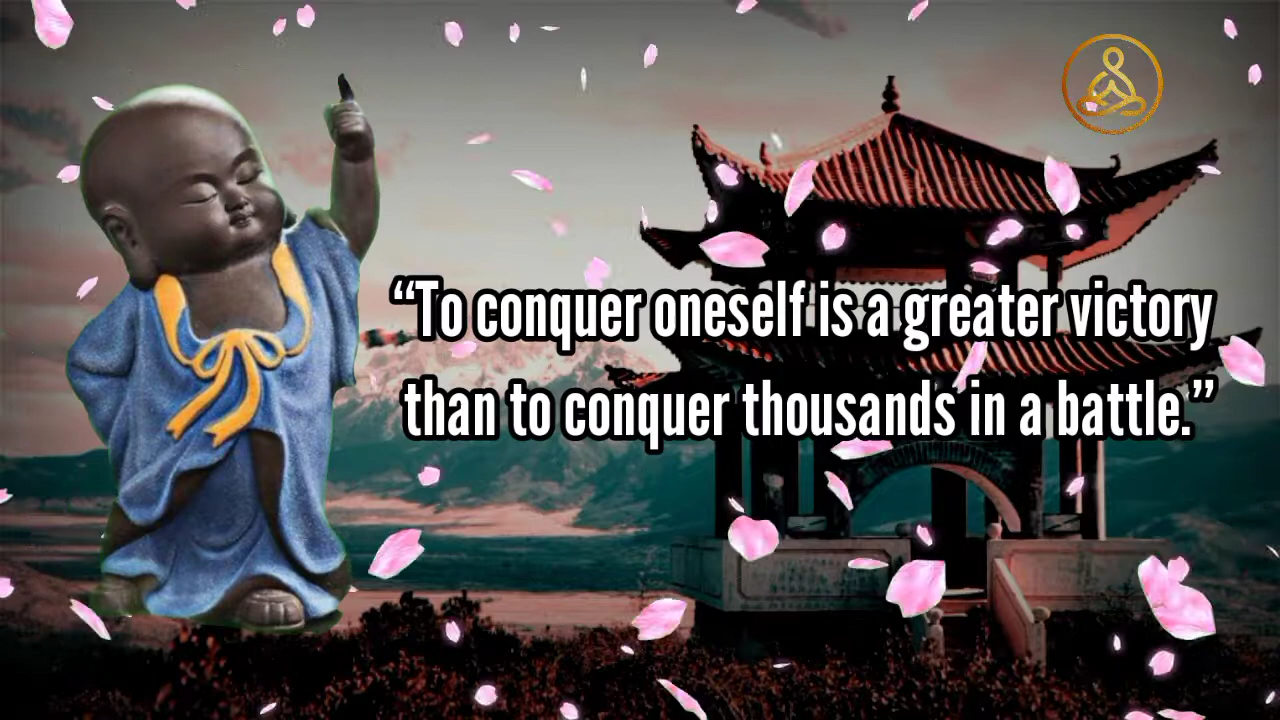 “To conquer oneself is a greater victory
than to conquer thousands in a battle.”